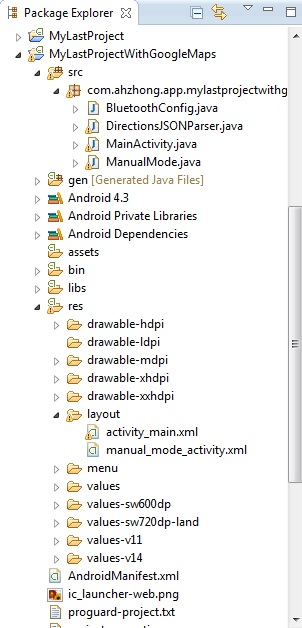 Package Explorer
MyLastProject
MyLastProjectWithGoogleMaps
src
com.ahzhong.app.mylastprojectwithg
BluetoothConfig.java
DirectionsJSONParser.java
MainActivity.java
ManualMode.java
gen [Generated Java Files]
Android 4.3
Android Private Libraries
Android Dependencies
assets
bin
libs
res
drawable-hdpi
drawable-ldpi
drawable-mdpi
drawable-xhdpi
drawable-xxhdpi
layout
activity_main.xml
manual_mode_activity.xml
menu
values
values-sw600dp
values-sw720dp-land
values-v11
values-v14
AndroidManifest.xml
ic_launcher-web.png
proguard-project.txt